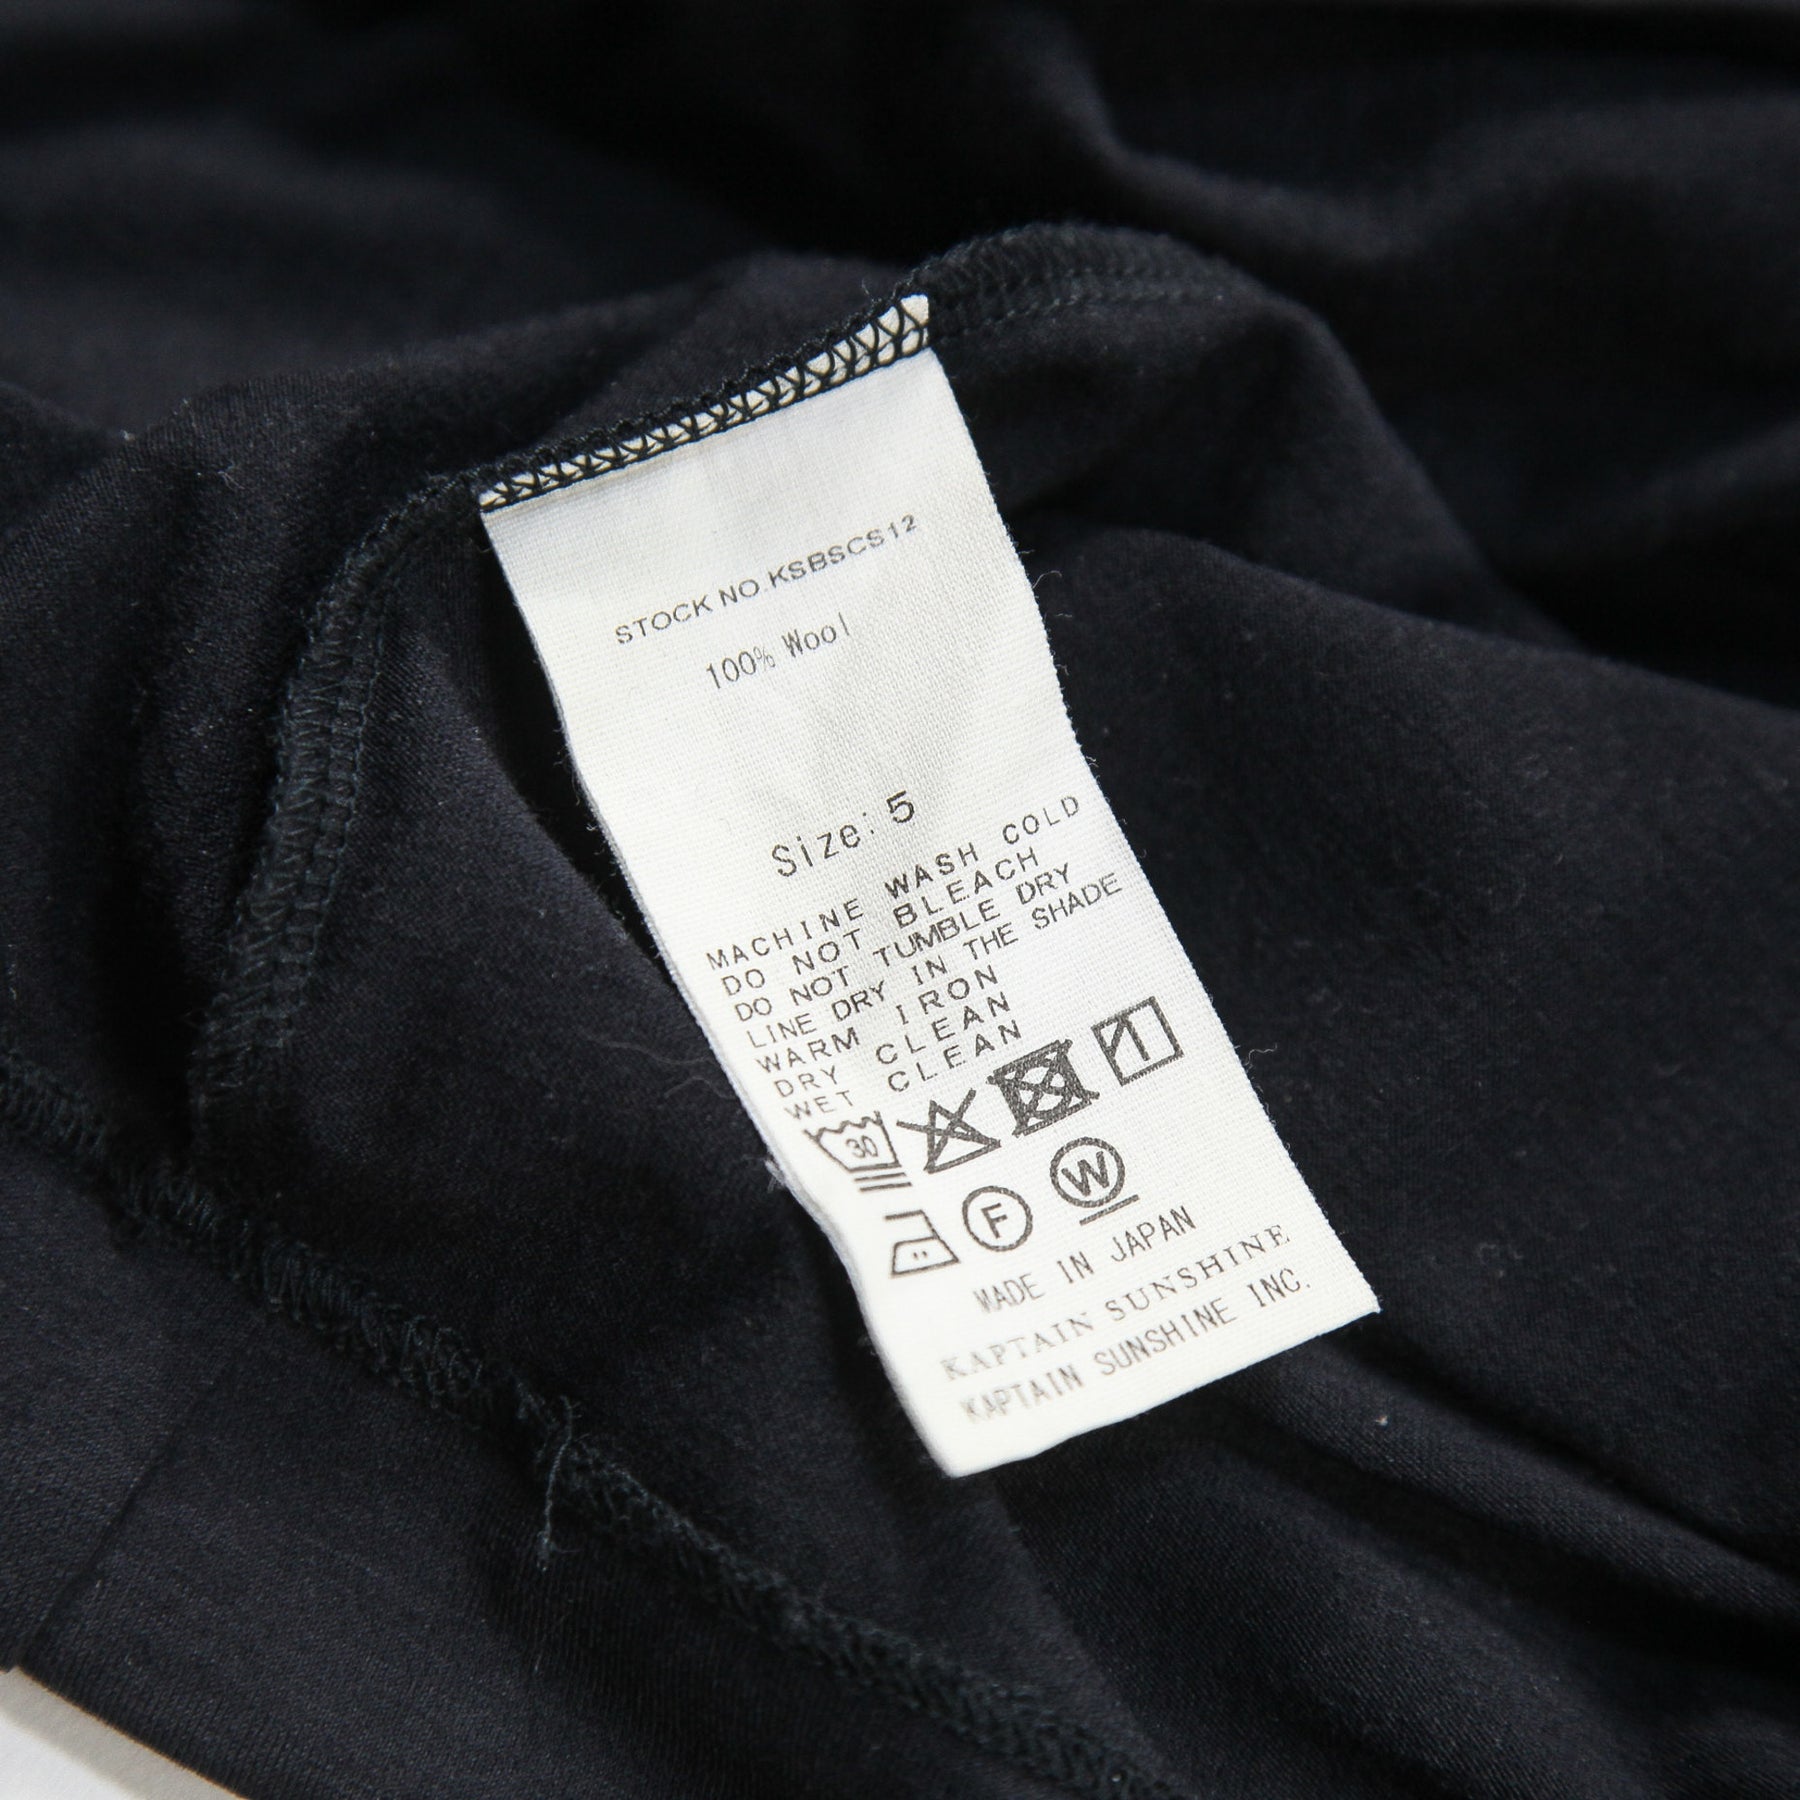 STOCK NO.KSBSCS12
100% Wool
Size: 5
MACHINE WASH COLD
DO NOT BLEACH
DO NOT TUMBLE DRY
LINE DRY IN THE SHADE
WARM IRON
DRY CLEAN
WET CLEAN
30
F W
MADE IN JAPAN
KAPTAIN SUNSHINE
KAPTAIN SUNSHINE INC.